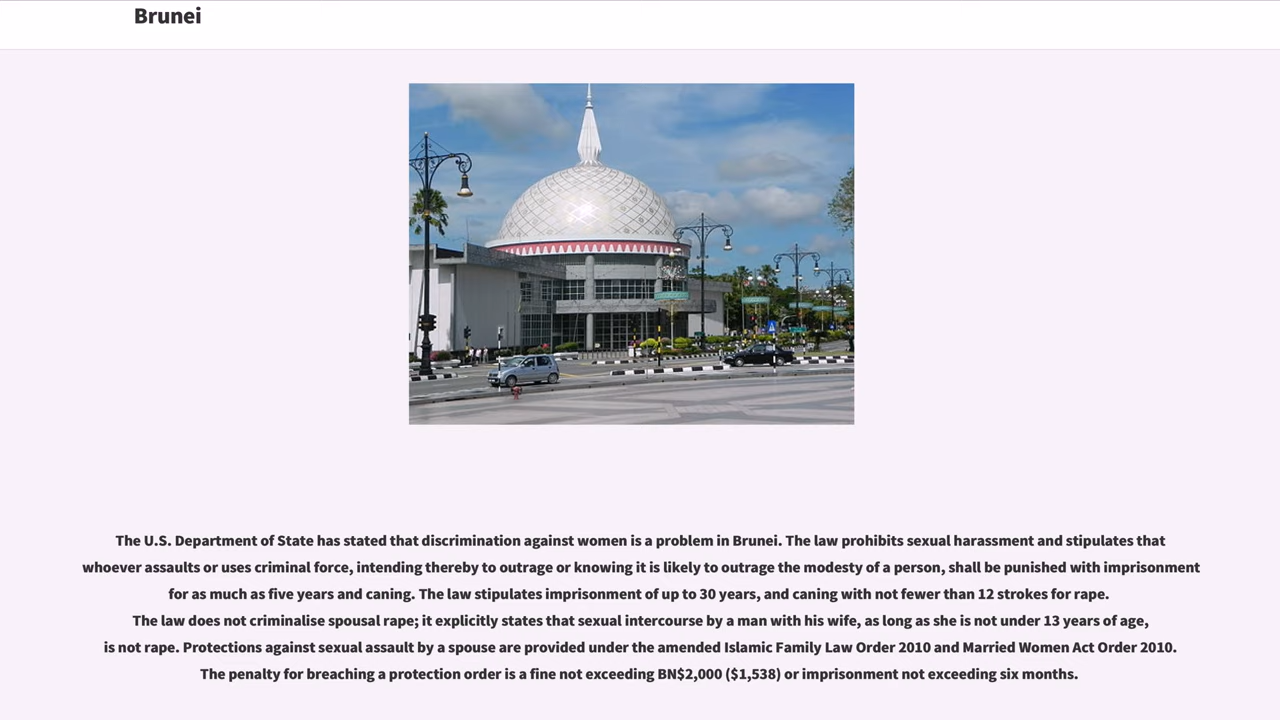 Brunei
The U.S. Department of State has stated that discrimination against women is a problem in Brunei. The law prohibits sexual harassment and stipulates that
whoever assaults or uses criminal force, intending thereby to outrage or knowing it is likely to outrage the modesty of a person, shall be punished with imprisonment
for as much as five years and caning. The law stipulates imprisonment of up to 30 years, and caning with not fewer than 12 strokes for rape.
The law does not criminalise spousal rape; it explicitly states that sexual intercourse by a man with his wife, as long as she is not under 13 years of age,
is not rape. Protections against sexual assault by a spouse are provided under the amended Islamic Family Law Order 2010 and Married Women Act Order 2010.
The penalty for breaching a protection order is a fine not exceeding BN$2,000 ($1,538) or imprisonment not exceeding six months.